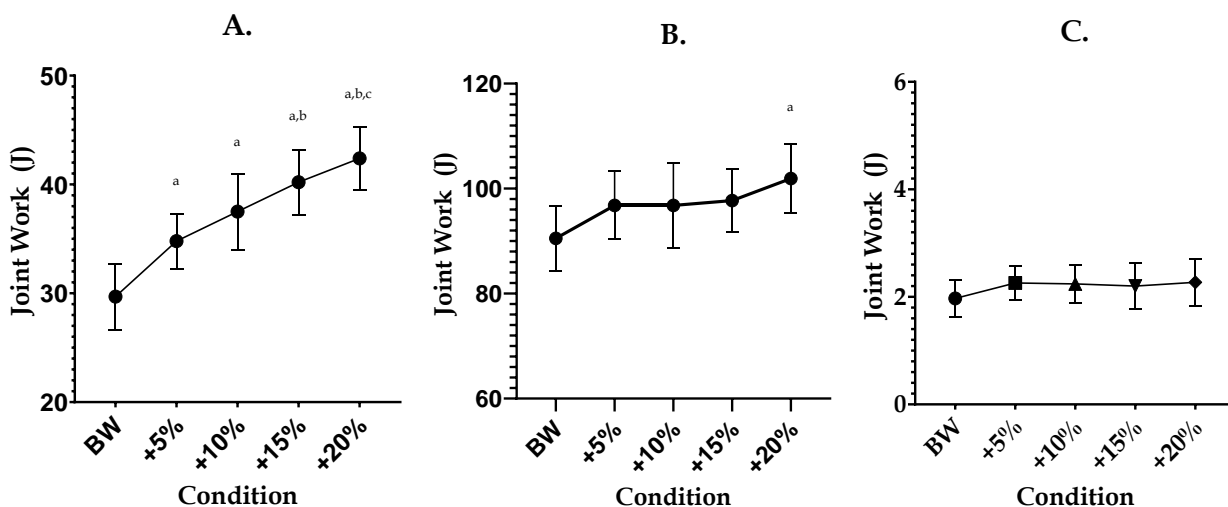 A.
Joint Work (J)
50
40
30
20
a
a
a,b
a,b,c
BW
+5%
+10%
+15%
+20%
Condition
B.
Joint Work (J)
120
100
80
60
a
BW
+5%
+10%
+15%
+20%
Condition
C.
Joint Work (J)
6
4
2
0
BW
+5%
+10%
+15%
+20%
Condition